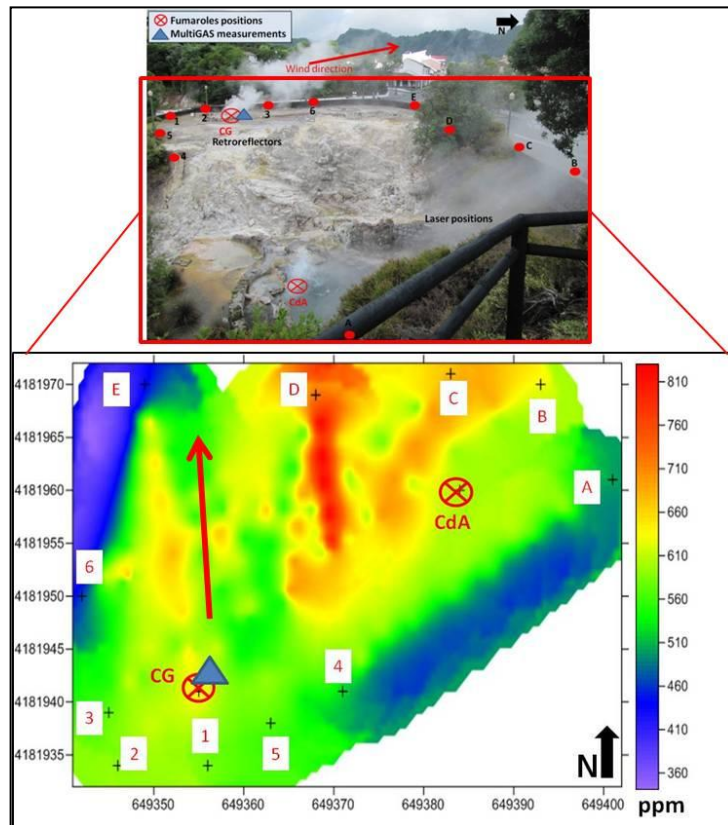 Fumaroles positions
MultiGAS measurements
N
Wind direction
1
2
3
6
E
5
CG
D
4
Retroreflectors
C
B
Laser positions
CdA
A
4181970
4181965
4181960
4181955
4181950
4181945
4181940
4181935
E
D
C
B
A
CdA
6
CG
4
3
2
1
5
N
649350
649360
649370
649380
649390
649400
810
760
710
660
610
560
510
460
410
360
ppm